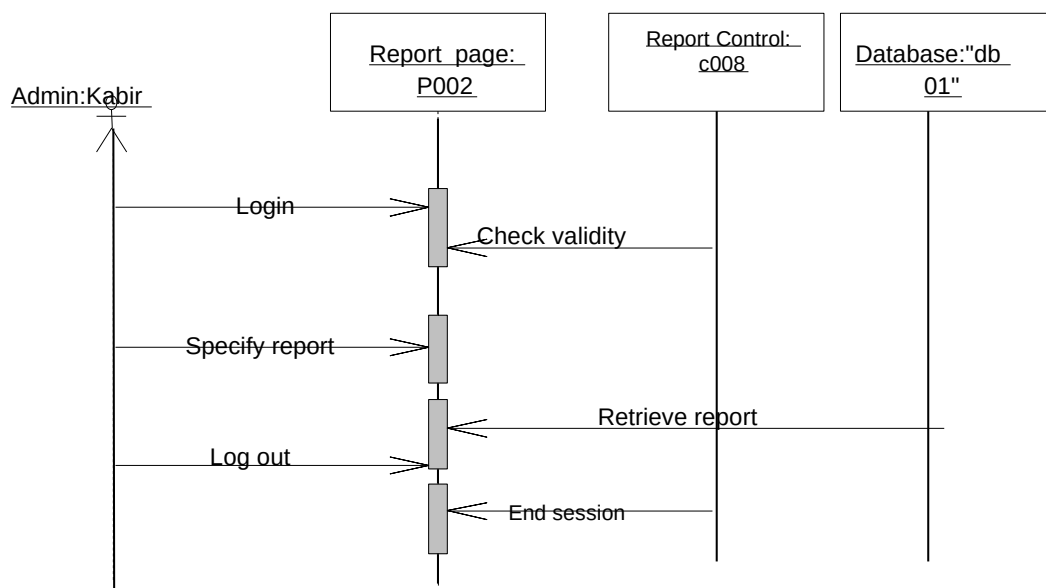 Admin:Kabir
Report page:
P002
Report Control:
c008
Database:"db
01"
Login
Check validity
Specify report
Retrieve report
Log out
End session